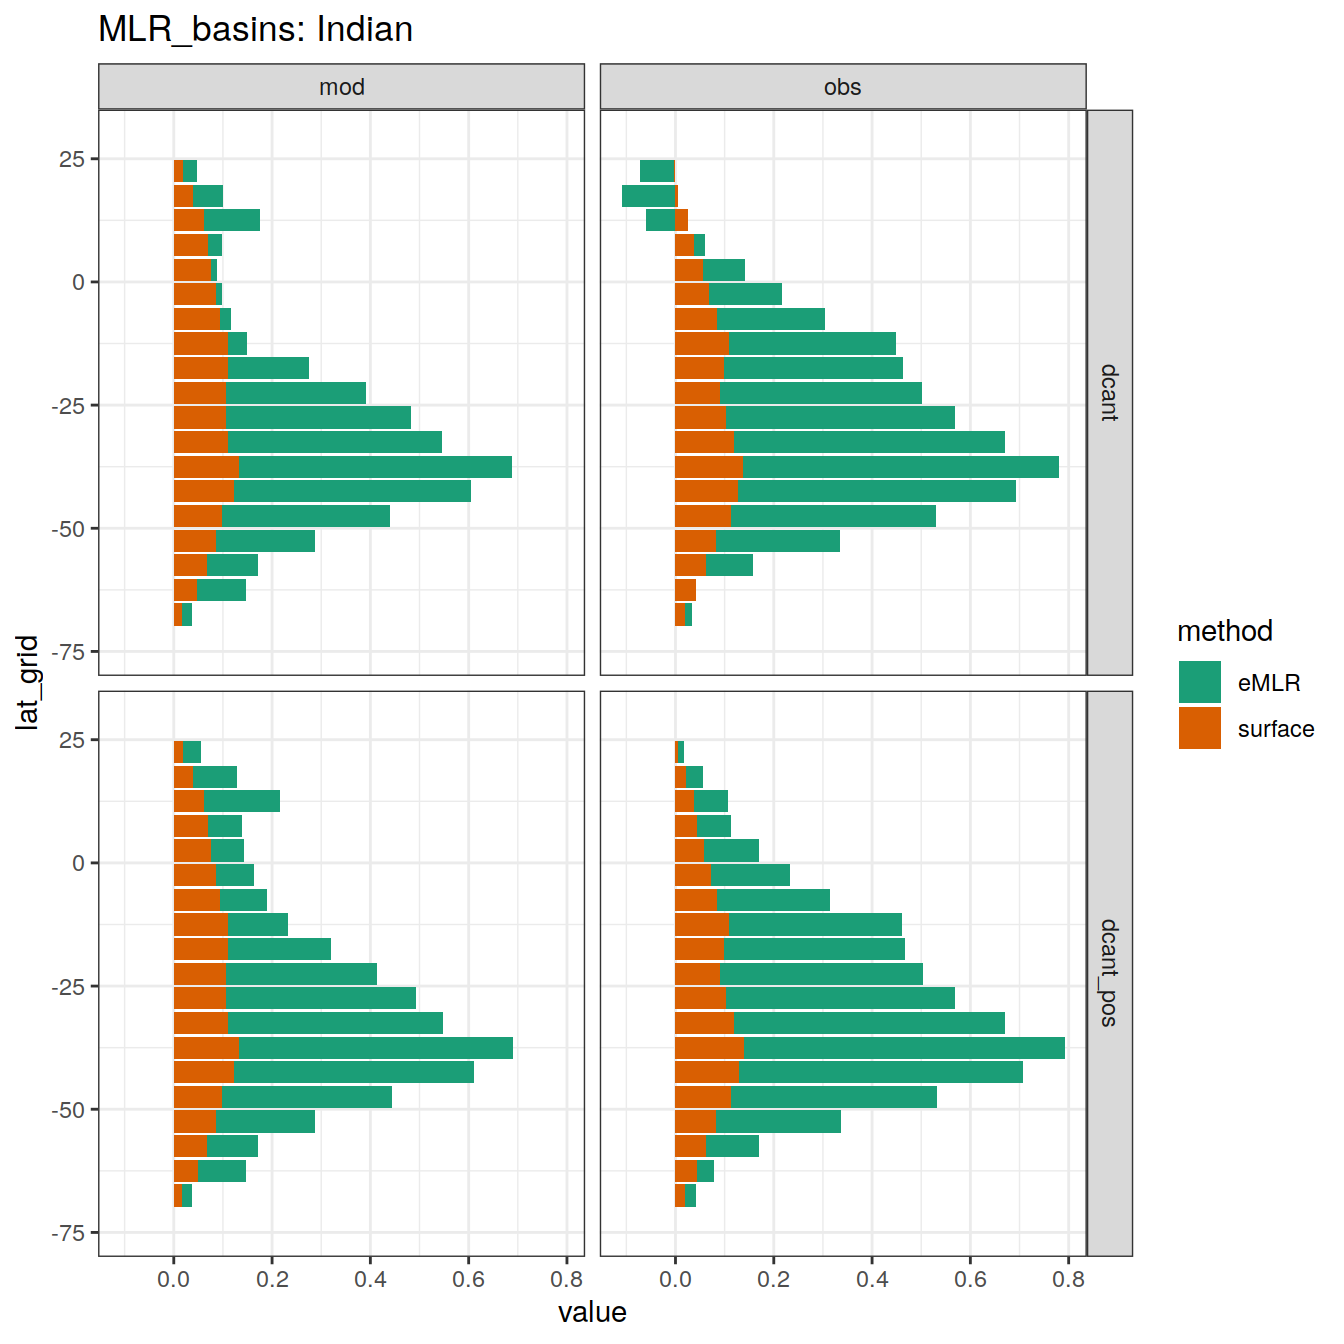 MLR_basins: Indian
mod
obs
25
0
-25
-50
-75
dcant
25
0
-25
-50
-75
dcant_pos
lat_grid
0.0 0.2 0.4 0.6 0.8
0.0 0.2 0.4 0.6 0.8
value
method
eMLR
surface